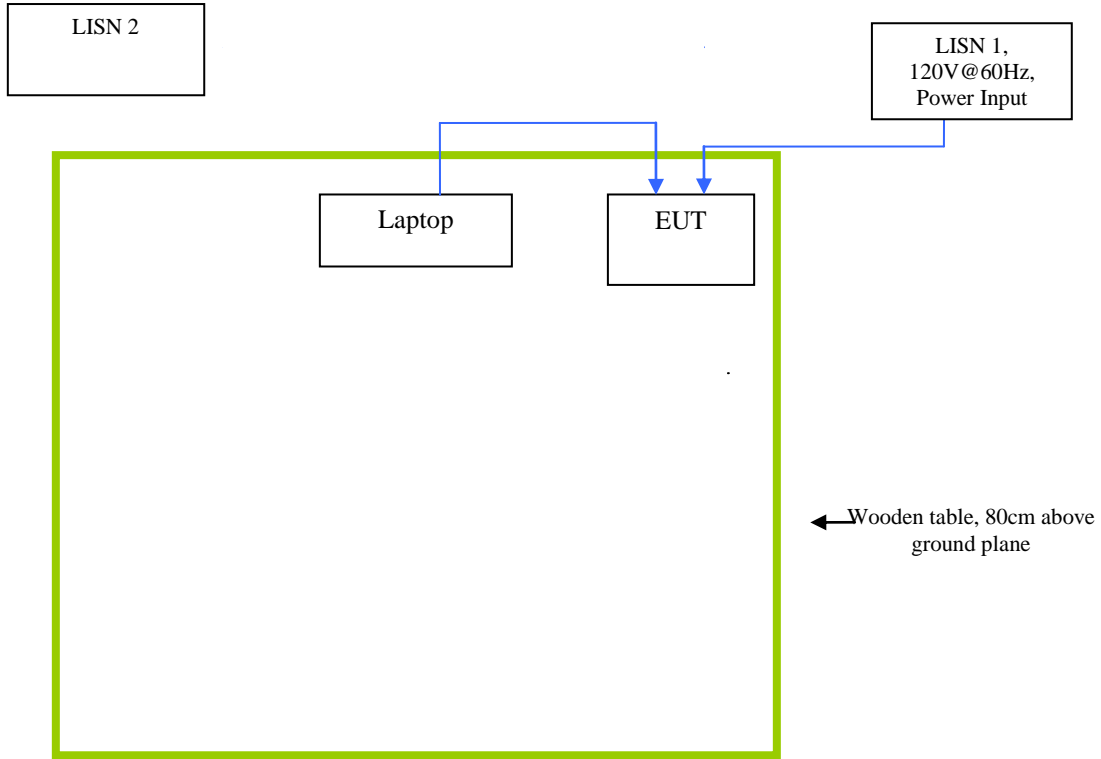 LISN 2
LISN 1,
120V@60Hz,
Power Input
Laptop
EUT
Wooden table, 80cm above
ground plane